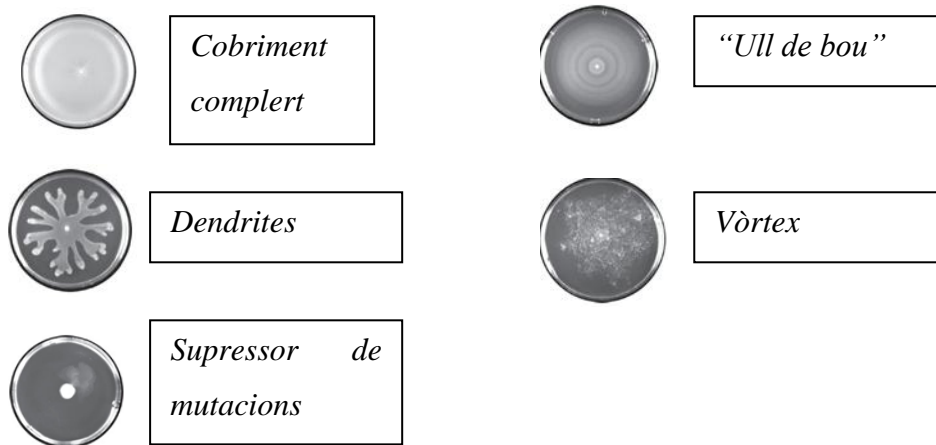 Cobriment
complert
“Ull de bou”
Dendrites
Vòrtex
Supressor de
mutacions